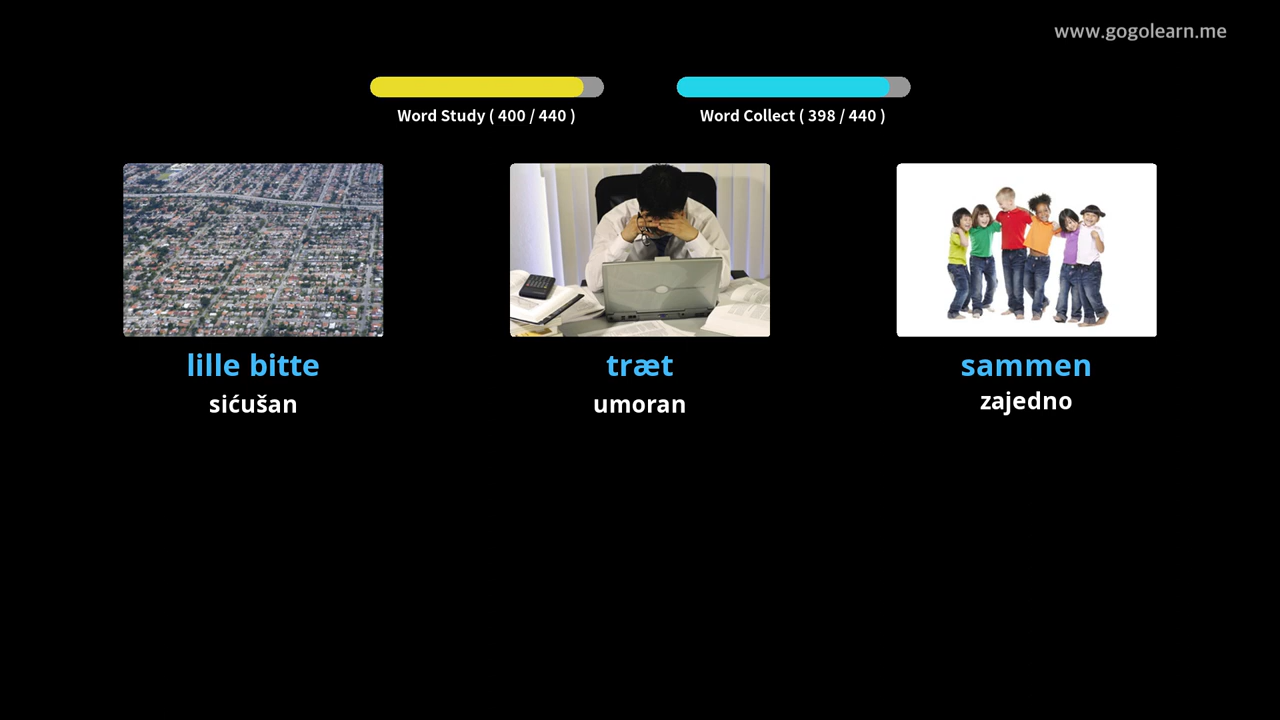 www.gogolearn.me
Word Study ( 400 / 440 )
Word Collect ( 398 / 440 )
lille bitte
træt
sammen
sićušan
umoran
zajedno